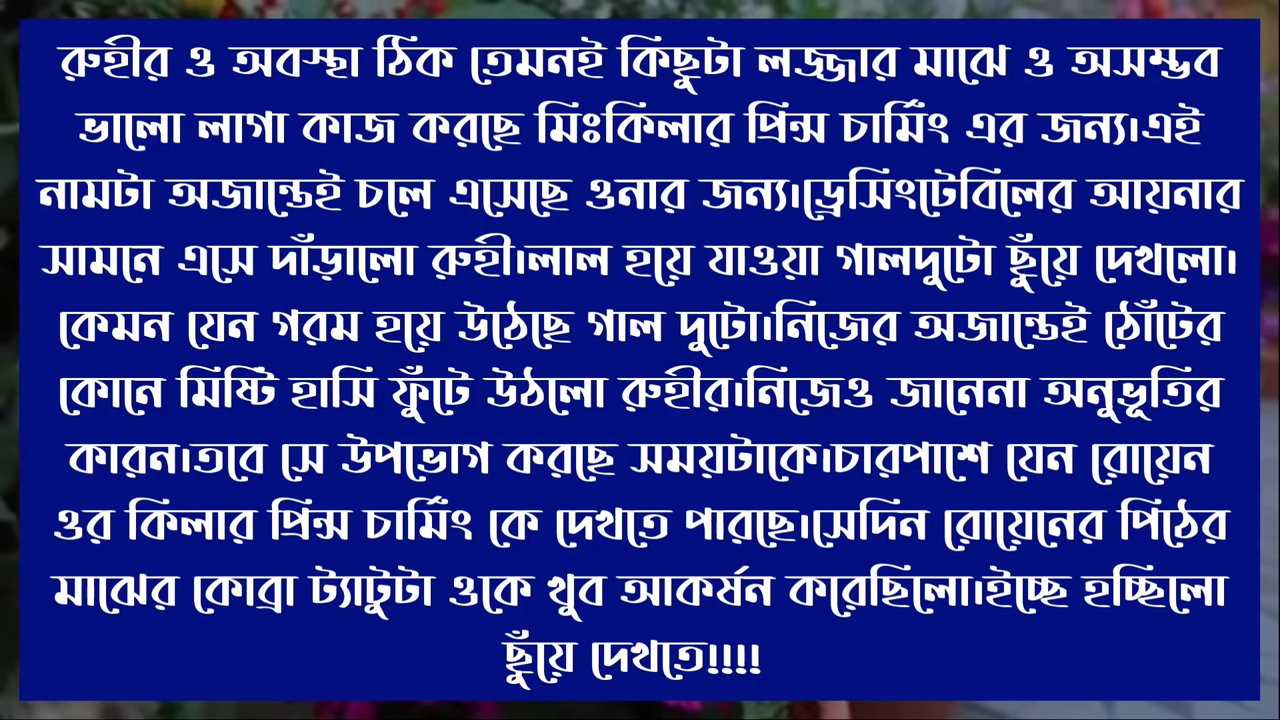 রুহীর ও অবস্হা ঠিক তেমনই কিছুটা লজ্জার মাঝে ও অসম্ভব
ভালো লাগা কাজ করছে মিঃকিলার প্রিন্স চার্মিং এর জন্য।এই
নামটা অজান্তেই চলে এসেছে ওনার জন্য।ড্রেসিংটেবিলের আয়নার
সামনে এসে দাঁড়ালো রুহী।লাল হয়ে যাওয়া গালদুটো ছুঁয়ে দেখলো।
কেমন যেন গরম হয়ে উঠেছে গাল দুটো।নিজের অজান্তেই ঠোঁটের
কোনে মিষ্টি হাসি ফুঁটে উঠলো রুহীর।নিজেও জানেনা অনুভূতির
কারন।তবে সে উপভোগ করছে সময়টাকে।চারপাশে যেন রোয়েন
ওর কিলার প্রিন্স চার্মিং কে দেখতে পারছে।সেদিন রোয়েনের পিঠের
মাঝের কোব্রা ট্যাটুটা ওকে খুব আকর্ষন করেছিলো।ইচ্ছে হচ্ছিলো
ছুঁয়ে দেখতে!!!!